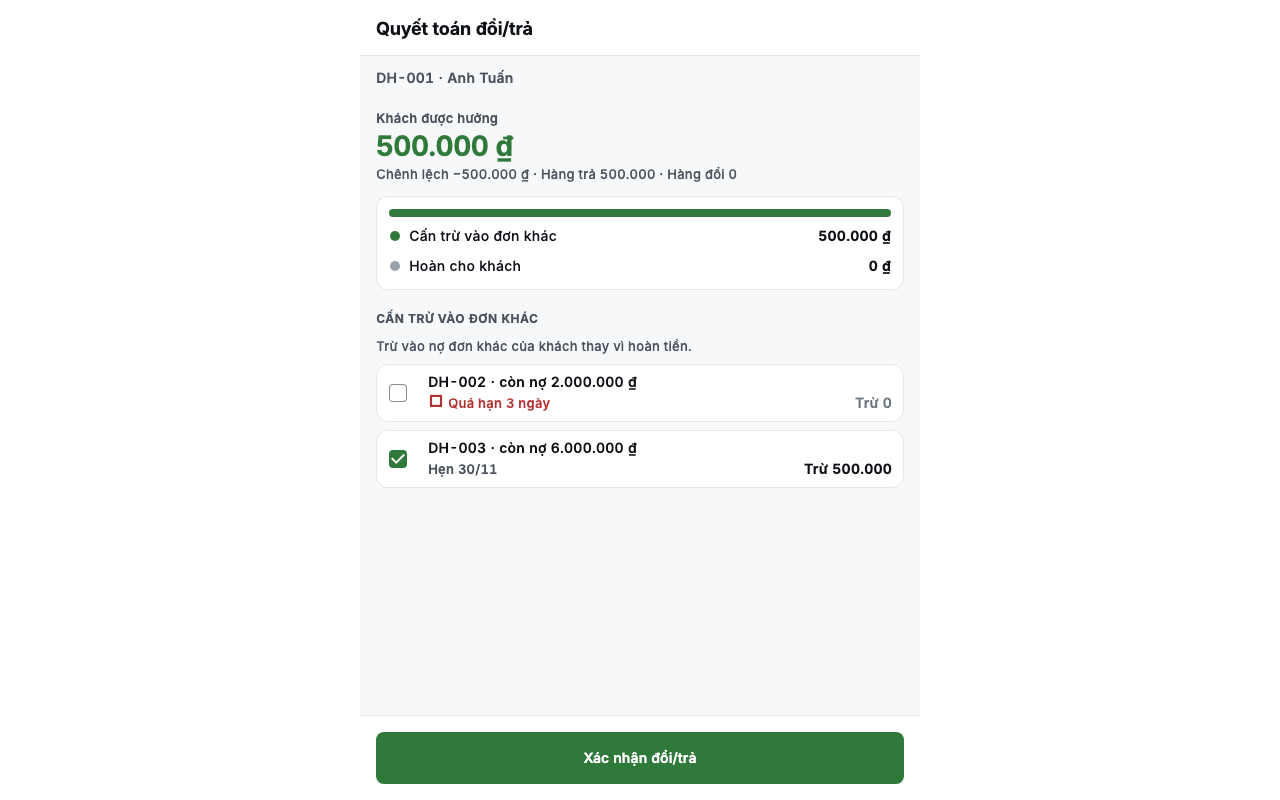 Quyết toán đổi/trả
DH-001 · Anh Tuấn
Khách được hưởng
500.000 ₫
Chênh lệch −500.000 ₫ · Hàng trả 500.000 · Hàng đổi 0
Cấn trừ vào đơn khác 500.000 ₫
Hoàn cho khách 0 ₫
CẤN TRỪ VÀO ĐƠN KHÁC
Trừ vào nợ đơn khác của khách thay vì hoàn tiền.
DH-002 · còn nợ 2.000.000 ₫
Quá hạn 3 ngày Trừ 0
DH-003 · còn nợ 6.000.000 ₫
Hẹn 30/11 Trừ 500.000
Xác nhận đổi/trả